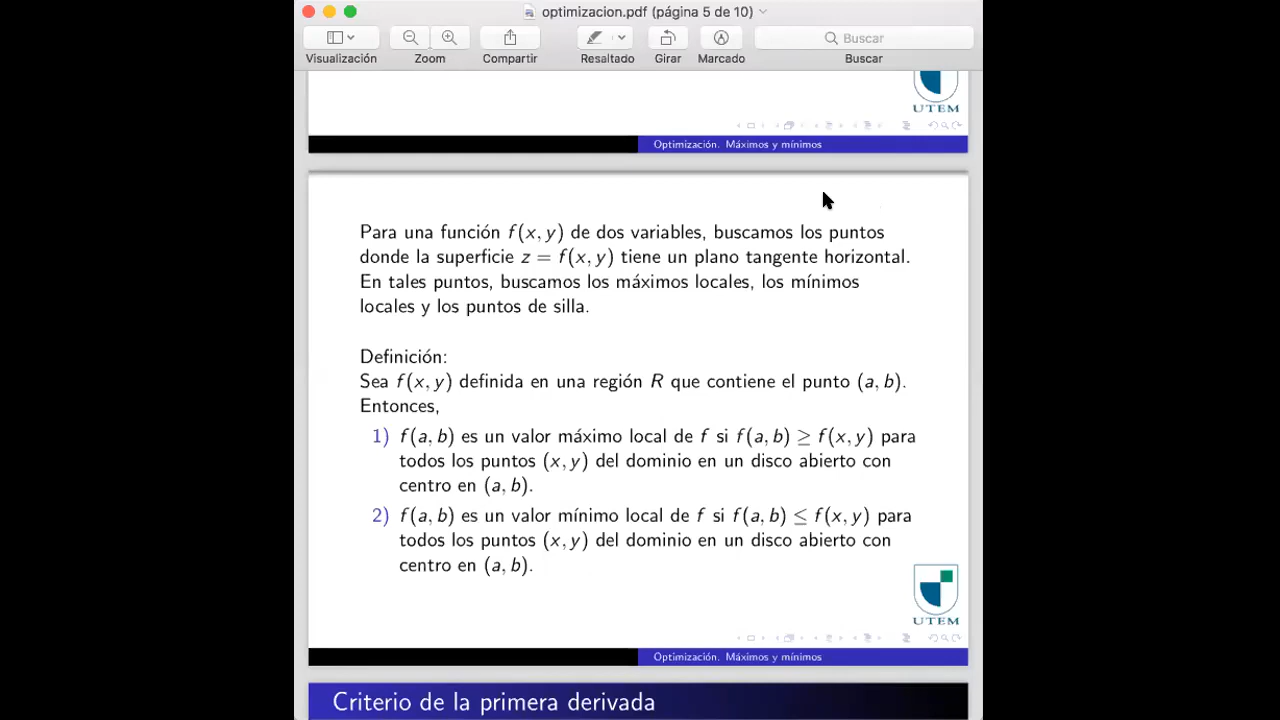 optimizacion.pdf (página 5 de 10)
Visualización
Zoom
Compartir
Resaltado
Girar
Marcado
Buscar
Buscar
UTEM
Optimización. Máximos y mínimos
Para una función f(x, y) de dos variables, buscamos los puntos
donde la superficie z = f(x, y) tiene un plano tangente horizontal.
En tales puntos, buscamos los máximos locales, los mínimos
locales y los puntos de silla.
Definición:
Sea f(x, y) definida en una región R que contiene el punto (a, b).
Entonces,
1) f(a, b) es un valor máximo local de f si f(a, b) ≥ f(x, y) para
todos los puntos (x, y) del dominio en un disco abierto con
centro en (a, b).
2) f(a, b) es un valor mínimo local de f si f(a, b) ≤ f(x, y) para
todos los puntos (x, y) del dominio en un disco abierto con
centro en (a, b).
UTEM
Optimización. Máximos y mínimos
Criterio de la primera derivada